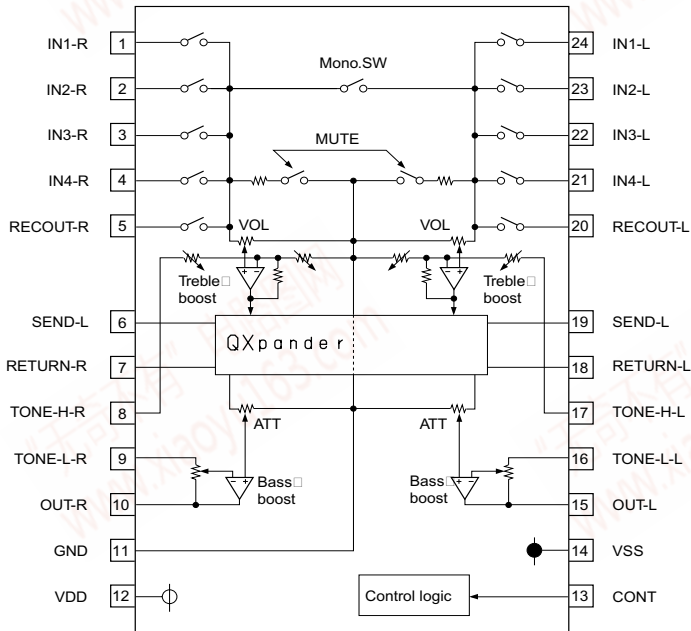 IN1-R 1 24 IN1-L
Mono.SW
IN2-R 2 23 IN2-L
IN3-R 3 22 IN3-L
MUTE
IN4-R 4 21 IN4-L
RECOUT-R 5 VOL VOL 20 RECOUT-L
+ - - +
Treble□ Treble□
boost boost
SEND-L 6 19 SEND-L
QXpander
RETURN-R 7 18 RETURN-L
TONE-H-R 8 ATT ATT 17 TONE-H-L
TONE-L-R 9 16 TONE-L-L
- + + -
Bass□ Bass□
boost boost
OUT-R 10 15 OUT-L
GND 11 14 VSS
VDD 12 Control logic 13 CONT